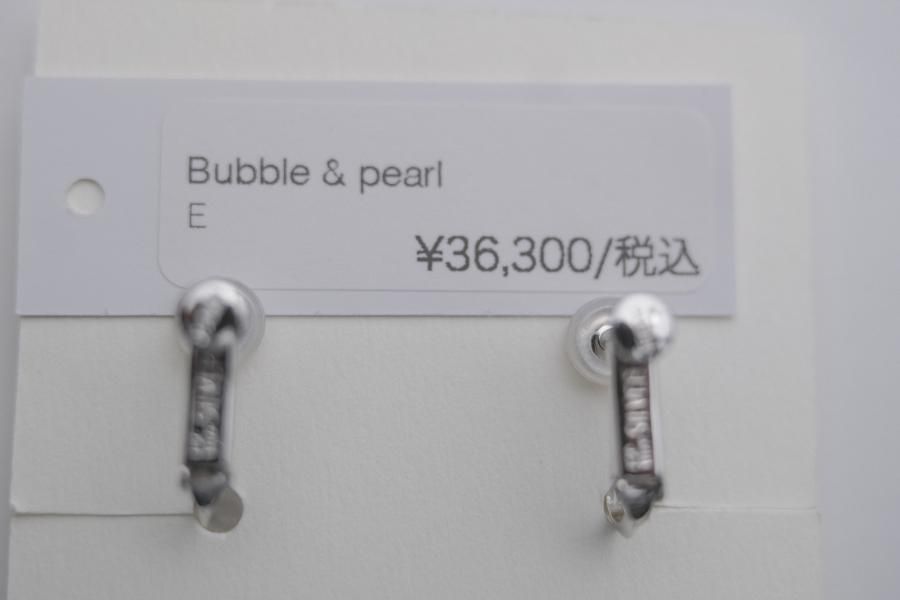 Bubble & pearl
E
¥36,300/税込